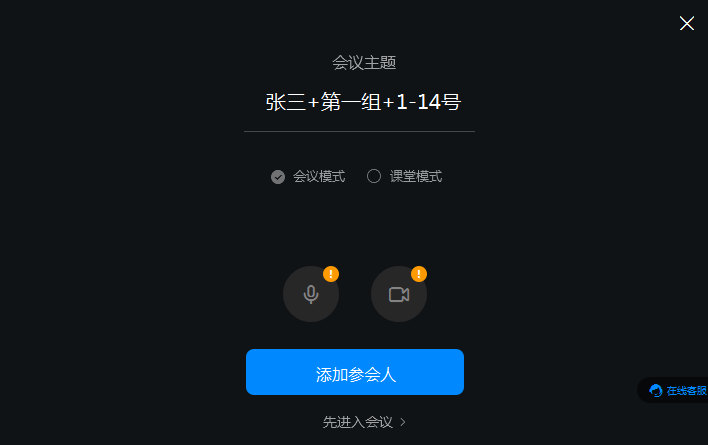 会议主题
张三+第一组+1-14号
会议模式 课堂模式
添加参会人
在线客服
先进入会议